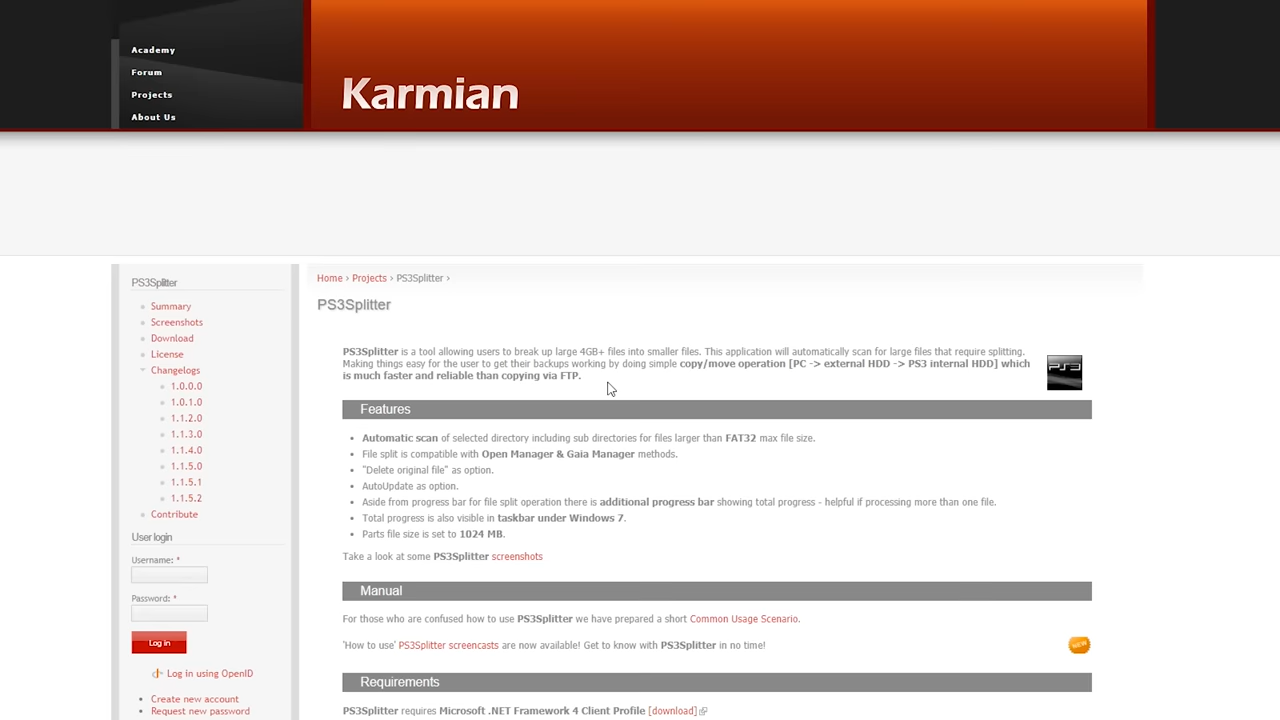 Academy
Forum
Projects
About Us
Karmian
PS3Splitter
Summary
Screenshots
Download
License
Changelogs
1.0.0.0
1.0.1.0
1.1.2.0
1.1.3.0
1.1.4.0
1.1.5.0
1.1.5.1
1.1.5.2
Contribute
User login
Username: *
Password: *
Log in
Log in using OpenID
Create new account
Request new password
Home › Projects › PS3Splitter ›
PS3Splitter
PS3Splitter is a tool allowing users to break up large 4GB+ files into smaller files. This application will automatically scan for large files that require splitting.
Making things easy for the user to get their backups working by doing simple copy/move operation [PC -> external HDD -> PS3 internal HDD] which
is much faster and reliable than copying via FTP.
PS3
Features
Automatic scan of selected directory including sub directories for files larger than FAT32 max file size.
File split is compatible with Open Manager & Gaia Manager methods.
"Delete original file" as option.
AutoUpdate as option.
Aside from progress bar for file split operation there is additional progress bar showing total progress - helpful if processing more than one file.
Total progress is also visible in taskbar under Windows 7.
Parts file size is set to 1024 MB.
Take a look at some PS3Splitter screenshots
Manual
For those who are confused how to use PS3Splitter we have prepared a short Common Usage Scenario.
'How to use' PS3Splitter screencasts are now available! Get to know with PS3Splitter in no time!
NEW
Requirements
PS3Splitter requires Microsoft .NET Framework 4 Client Profile [download]